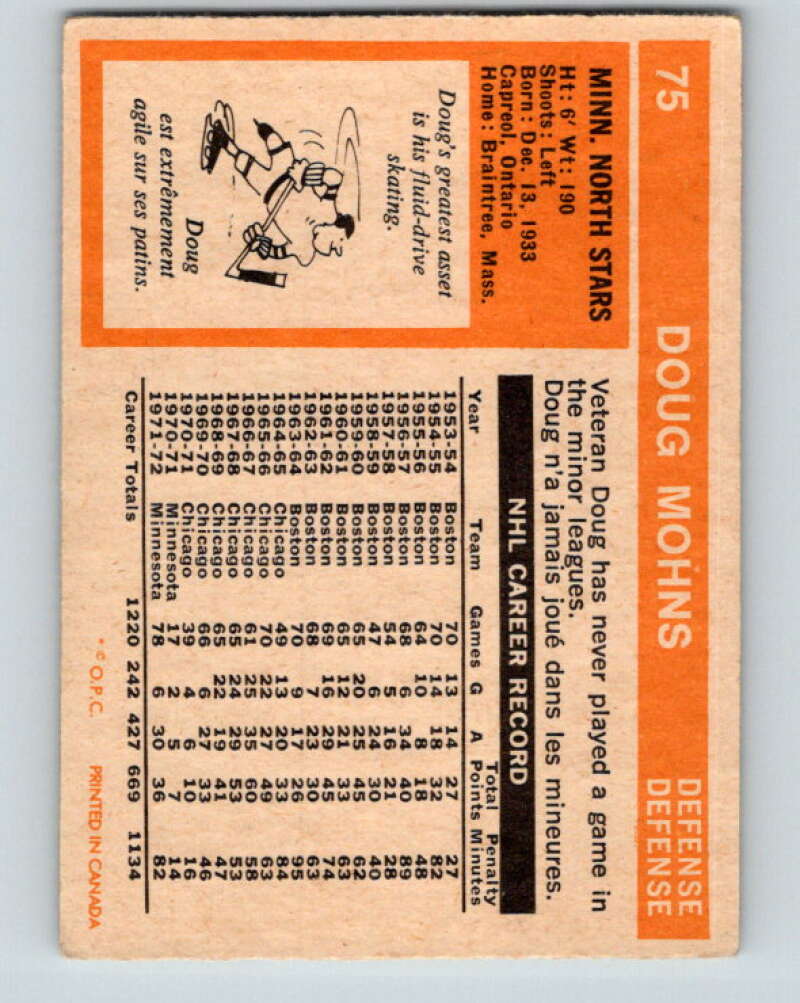 75 DOUG MOHNS DEFENSE
DEFENSE
MINN. NORTH STARS
Ht: 6' Wt: 190
Shoots: Left
Born: Dec. 13, 1933
Capreol, Ontario
Home: Braintree, Mass.
Doug's greatest asset
is his fluid-drive
skating.
Doug
est extrêmement
agile sur ses patins.
Veteran Doug has never played a game in
the minor leagues.
Doug n'a jamais joué dans les mineures.
NHL CAREER RECORD
Total Penalty
Year Team Games G A Points Minutes
1953-54 Boston 70 13 14 27 27
1954-55 Boston 70 14 18 32 82
1955-56 Boston 64 10 8 18 48
1956-57 Boston 68 6 34 40 89
1957-58 Boston 54 5 16 21 28
1958-59 Boston 47 6 24 30 40
1959-60 Boston 65 20 25 45 62
1960-61 Boston 65 12 21 33 63
1961-62 Boston 69 16 29 45 74
1962-63 Boston 68 7 23 30 63
1963-64 Boston 70 9 17 26 95
1964-65 Chicago 49 13 20 33 84
1965-66 Chicago 70 22 27 49 63
1966-67 Chicago 61 25 35 60 58
1967-68 Chicago 65 24 29 53 53
1968-69 Chicago 65 22 19 41 47
1969-70 Chicago 66 6 27 33 46
1970-71 Chicago 39 4 6 10 16
1970-71 Minnesota 17 2 5 7 14
1971-72 Minnesota 78 6 30 36 82
Career Totals 1220 242 427 669 1134
* © O.P.C. PRINTED IN CANADA